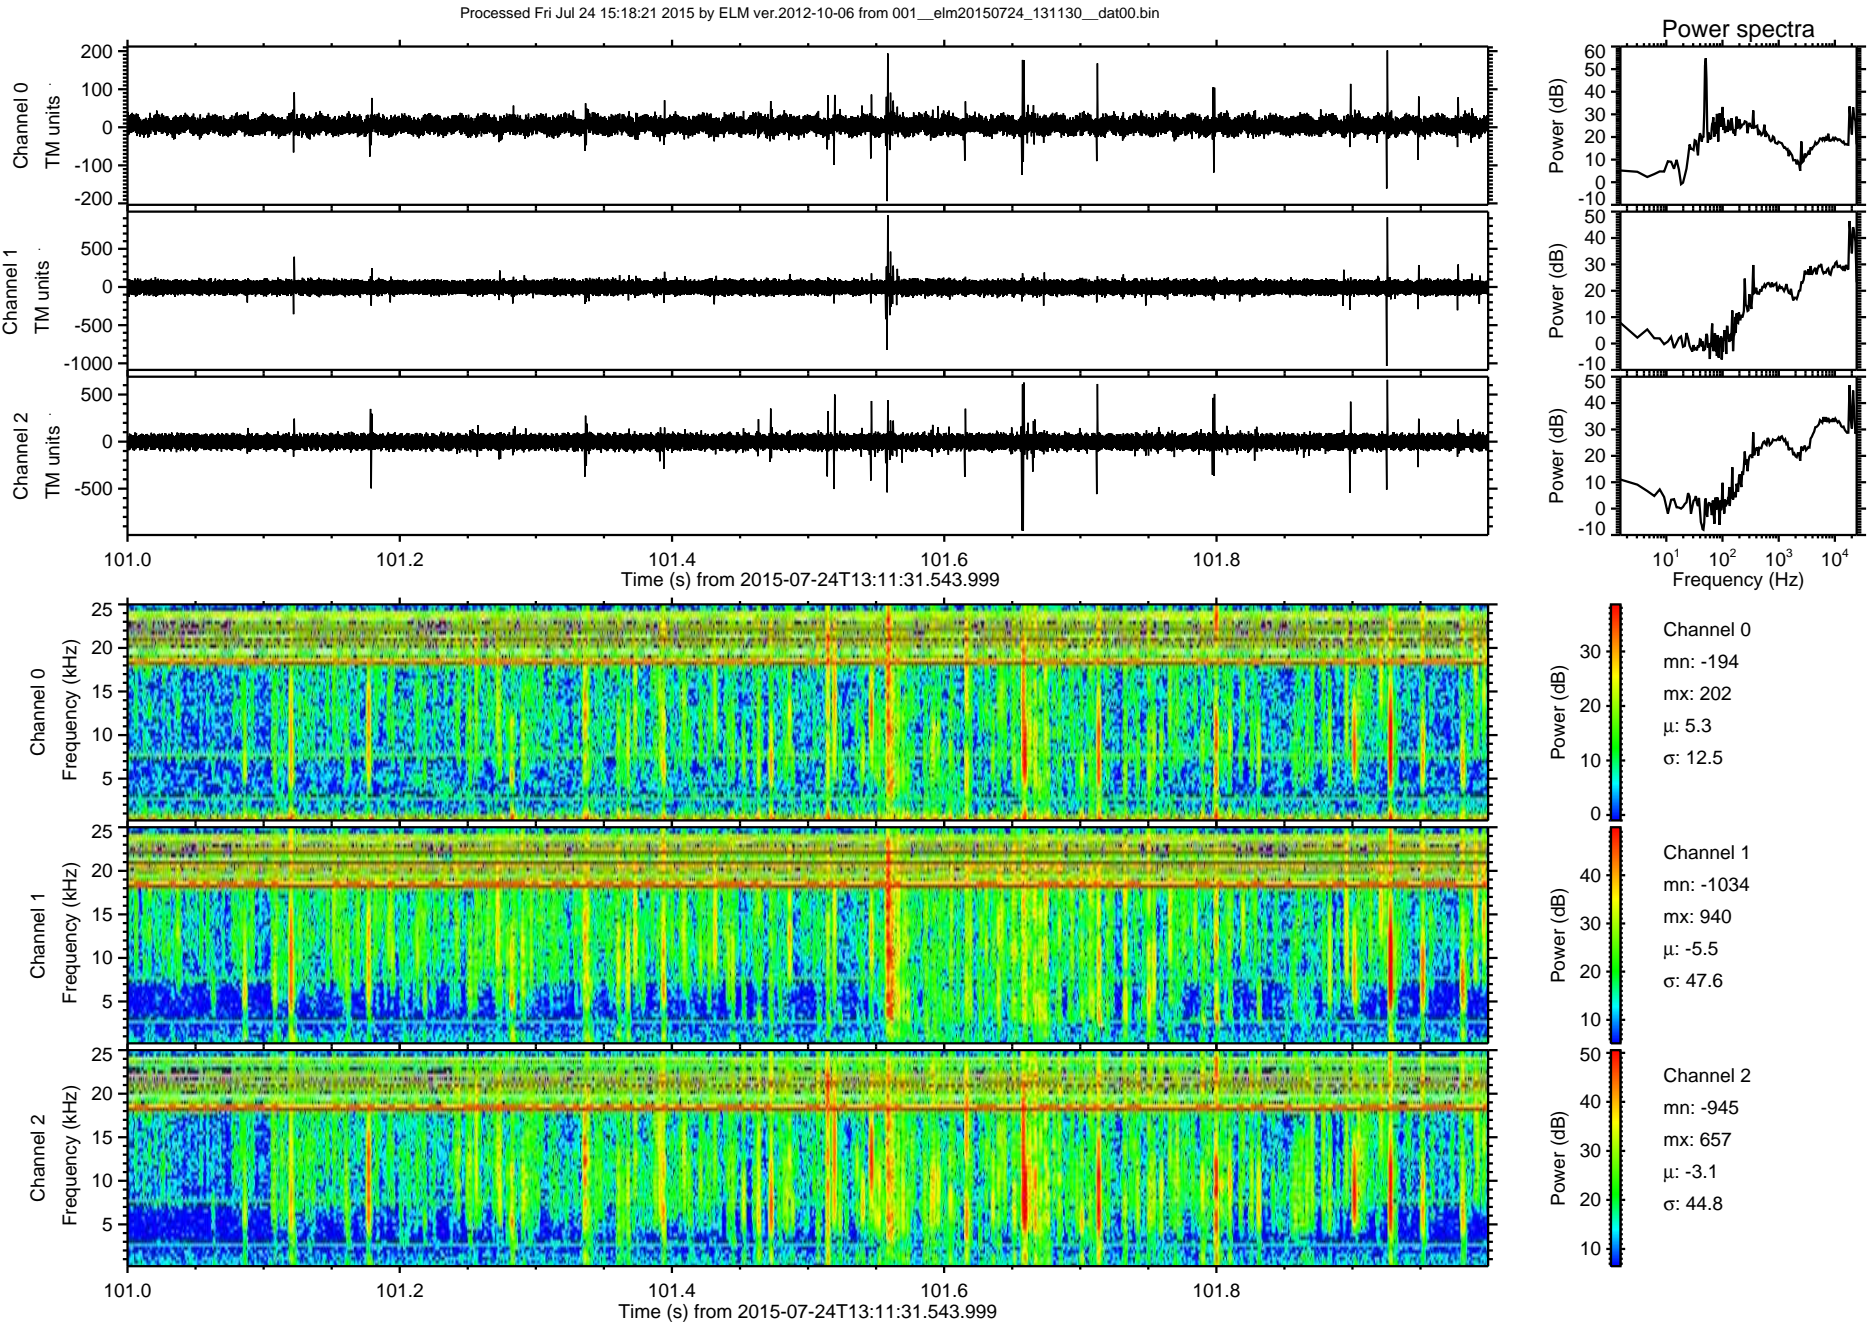 Processed Fri Jul 24 15:18:21 2015 by ELM ver.2012-10-06 from 001__elm20150724_131130__dat00.bin
Power spectra
Channel 0
TM units
200
100
0
-100
-200
Power (dB)
60
50
40
30
20
10
0
-10
Channel 1
TM units
500
0
-500
-1000
Power (dB)
50
40
30
20
10
0
-10
Channel 2
TM units
500
0
-500
Power (dB)
50
40
30
20
10
0
-10
101.0 101.2 101.4 101.6 101.8
Time (s) from 2015-07-24T13:11:31.543.999
10^1 10^2 10^3 10^4
Frequency (Hz)
Channel 0
Frequency (kHz)
25
20
15
10
5
Power (dB)
30
20
10
0
Channel 0
mn: -194
mx: 202
μ: 5.3
σ: 12.5
Channel 1
Frequency (kHz)
25
20
15
10
5
Power (dB)
40
30
20
10
Channel 1
mn: -1034
mx: 940
μ: -5.5
σ: 47.6
Channel 2
Frequency (kHz)
25
20
15
10
5
Power (dB)
50
40
30
20
10
Channel 2
mn: -945
mx: 657
μ: -3.1
σ: 44.8
101.0 101.2 101.4 101.6 101.8
Time (s) from 2015-07-24T13:11:31.543.999